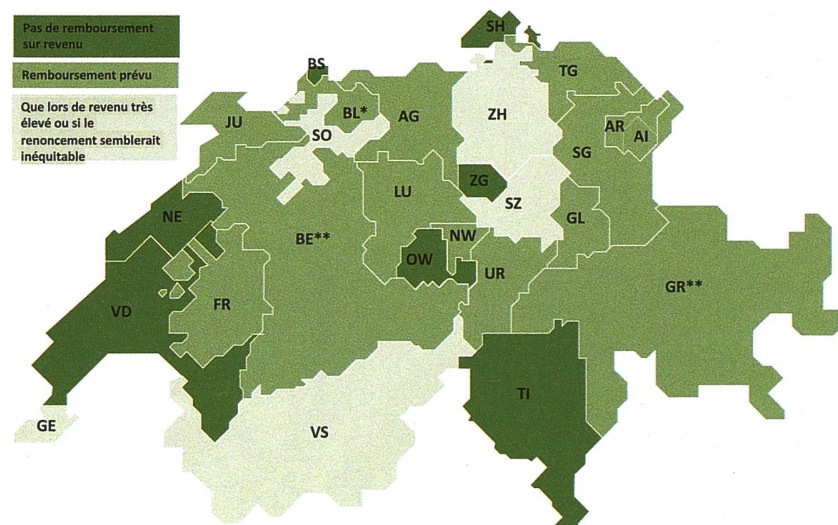 Pas de remboursement
sur revenu
Remboursement prévu
Que lors de revenu très
élevé ou si le
renoncement semblerait
inéquitable
SH
BS
TG
JU
BL*
AG
ZH
SO
AR
AI
SG
ZG
LU
SZ
NE
GL
BE**
NW
OW
UR
GR**
FR
VD
TI
GE
VS